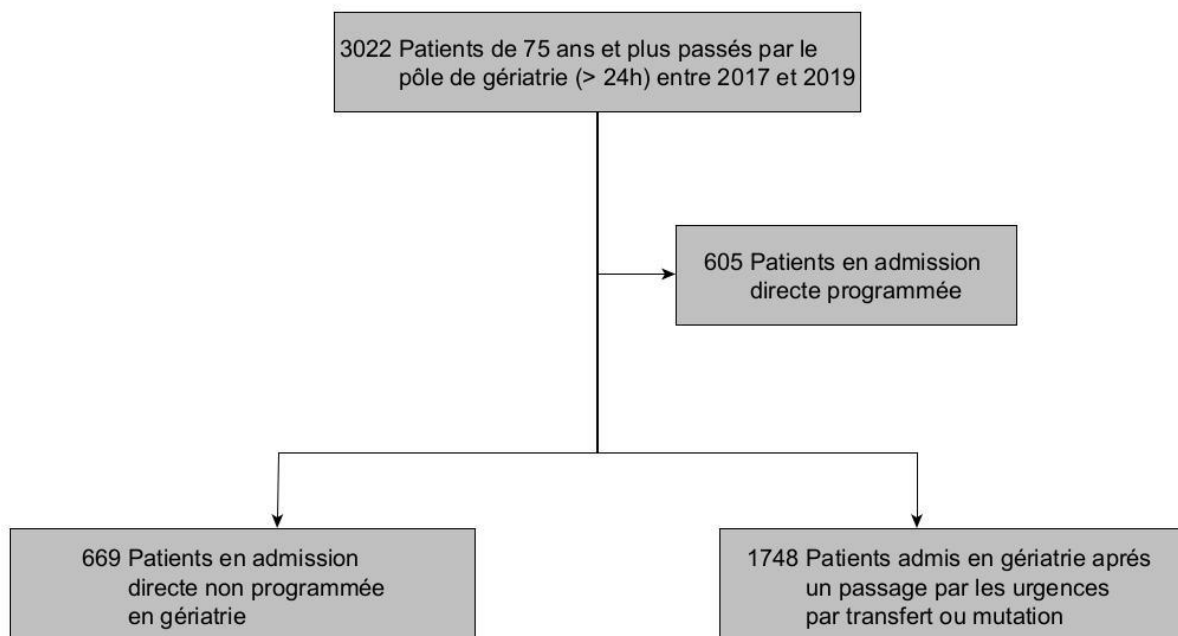 3022 Patients de 75 ans et plus passés par le
pôle de gériatrie (> 24h) entre 2017 et 2019
605 Patients en admission
directe programmée
669 Patients en admission
directe non programmée
en gériatrie
1748 Patients admis en gériatrie aprés
un passage par les urgences
par transfert ou mutation